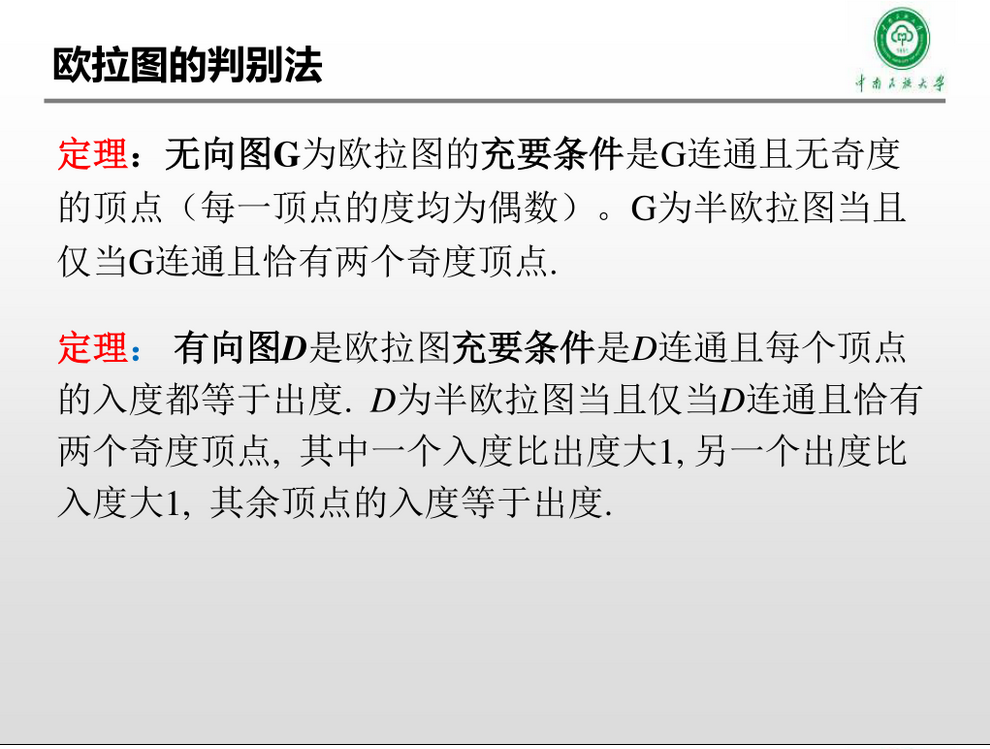 欧拉图的判别法
中南民族大学
1951
定理：无向图G为欧拉图的充要条件是G连通且无奇度
的顶点（每一顶点的度均为偶数）。G为半欧拉图当且
仅当G连通且恰有两个奇度顶点.
定理： 有向图D是欧拉图充要条件是D连通且每个顶点
的入度都等于出度. D为半欧拉图当且仅当D连通且恰有
两个奇度顶点, 其中一个入度比出度大1, 另一个出度比
入度大1, 其余顶点的入度等于出度.